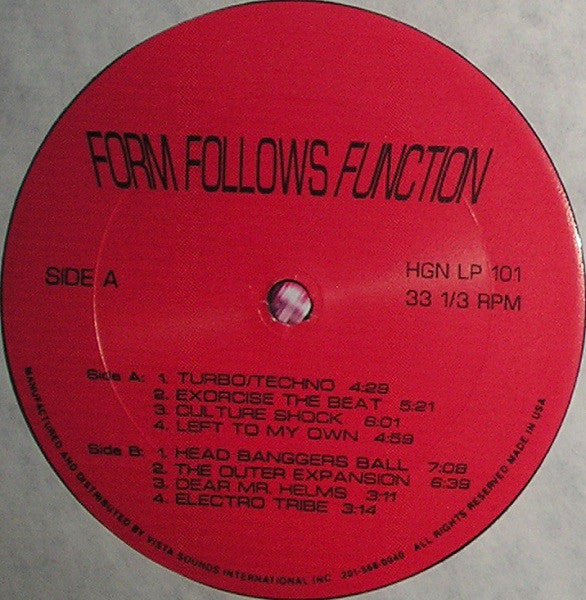 FORM FOLLOWS FUNCTION
SIDE A
HGN LP 101
33 1/3 RPM
Side A: 1. TURBO/TECHNO 4:29
2. EXORCISE THE BEAT 5:21
3. CULTURE SHOCK 6:01
4. LEFT TO MY OWN 4:59
Side B: 1. HEAD BANGGERS BALL 7:08
2. THE OUTER EXPANSION 6:39
3. DEAR MR. HELMS 3:11
4. ELECTRO TRIBE 3:14
MANUFACTURED AND DISTRIBUTED BY VISTA SOUNDS INTERNATIONAL INC 201-568-0040 ALL RIGHTS RESERVED MADE IN USA